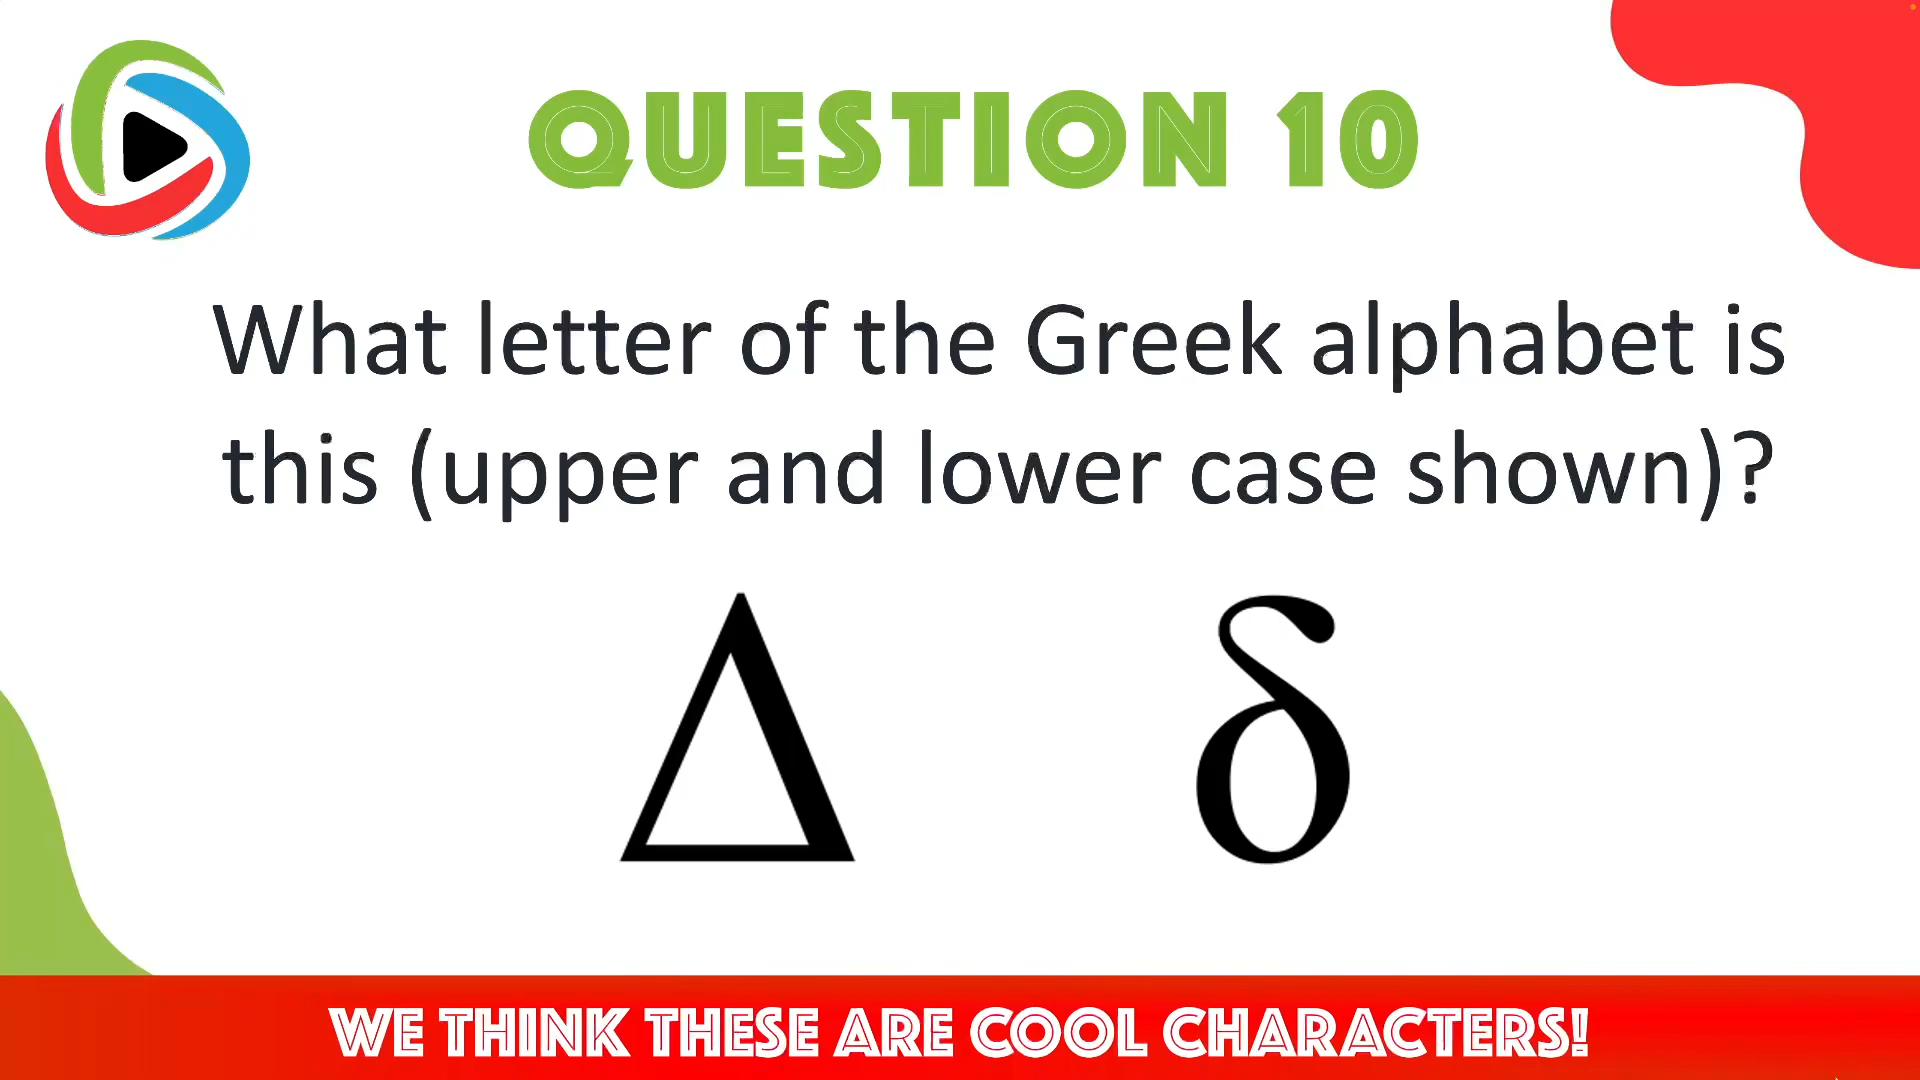 QUESTION 10
What letter of the Greek alphabet is
this (upper and lower case shown)?
Δ δ
WE THINK THESE ARE COOL CHARACTERS!